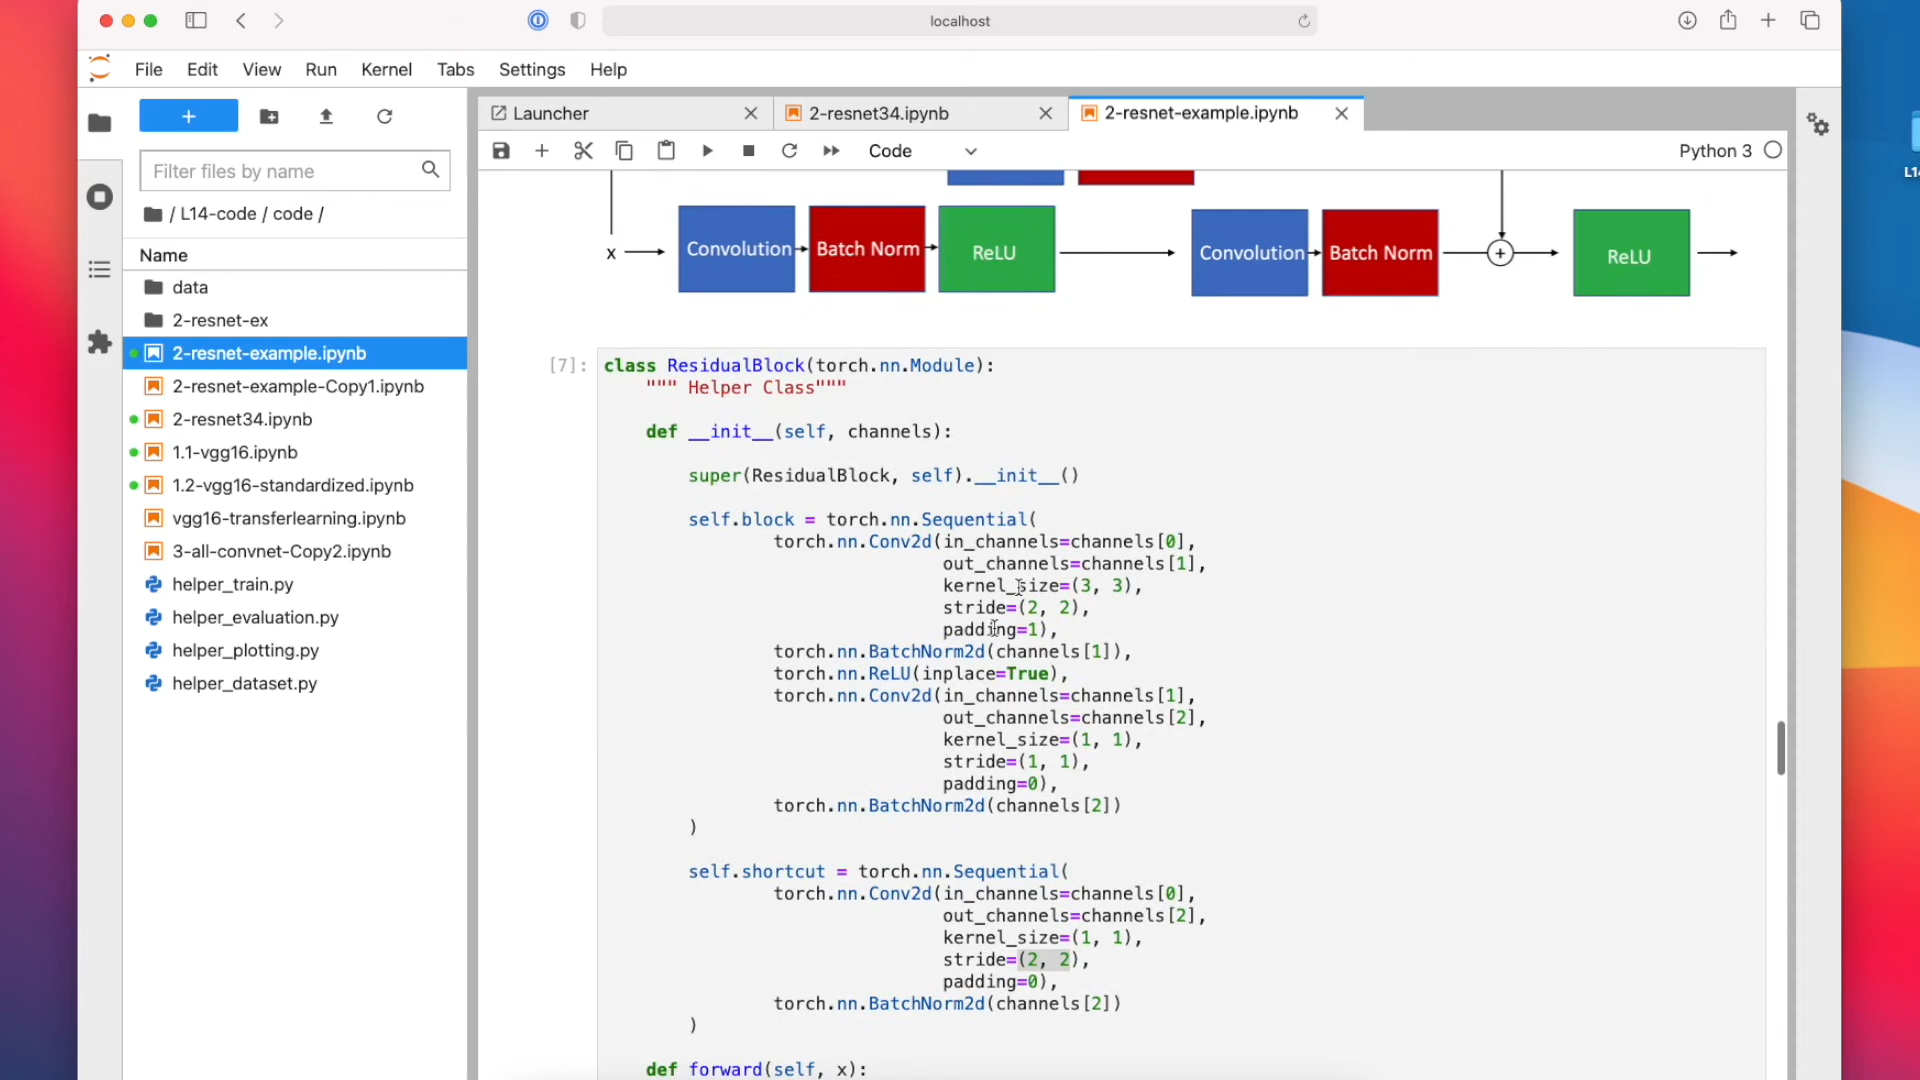 localhost
File Edit View Run Kernel Tabs Settings Help
Launcher
2-resnet34.ipynb
2-resnet-example.ipynb
Filter files by name
Code
Python 3
/ L14-code / code /
L14
Name
data
2-resnet-ex
2-resnet-example.ipynb
2-resnet-example-Copy1.ipynb
2-resnet34.ipynb
1.1-vgg16.ipynb
1.2-vgg16-standardized.ipynb
vgg16-transferlearning.ipynb
3-all-convnet-Copy2.ipynb
helper_train.py
helper_evaluation.py
helper_plotting.py
helper_dataset.py
x Convolution Batch Norm ReLU Convolution Batch Norm + ReLU
[7]: class ResidualBlock(torch.nn.Module):
""" Helper Class"""
def __init__(self, channels):
super(ResidualBlock, self).__init__()
self.block = torch.nn.Sequential(
torch.nn.Conv2d(in_channels=channels[0],
out_channels=channels[1],
kernel_size=(3, 3),
stride=(2, 2),
padding=1),
torch.nn.BatchNorm2d(channels[1]),
torch.nn.ReLU(inplace=True),
torch.nn.Conv2d(in_channels=channels[1],
out_channels=channels[2],
kernel_size=(1, 1),
stride=(1, 1),
padding=0),
torch.nn.BatchNorm2d(channels[2])
)
self.shortcut = torch.nn.Sequential(
torch.nn.Conv2d(in_channels=channels[0],
out_channels=channels[2],
kernel_size=(1, 1),
stride=(2, 2),
padding=0),
torch.nn.BatchNorm2d(channels[2])
)
def forward(self, x):